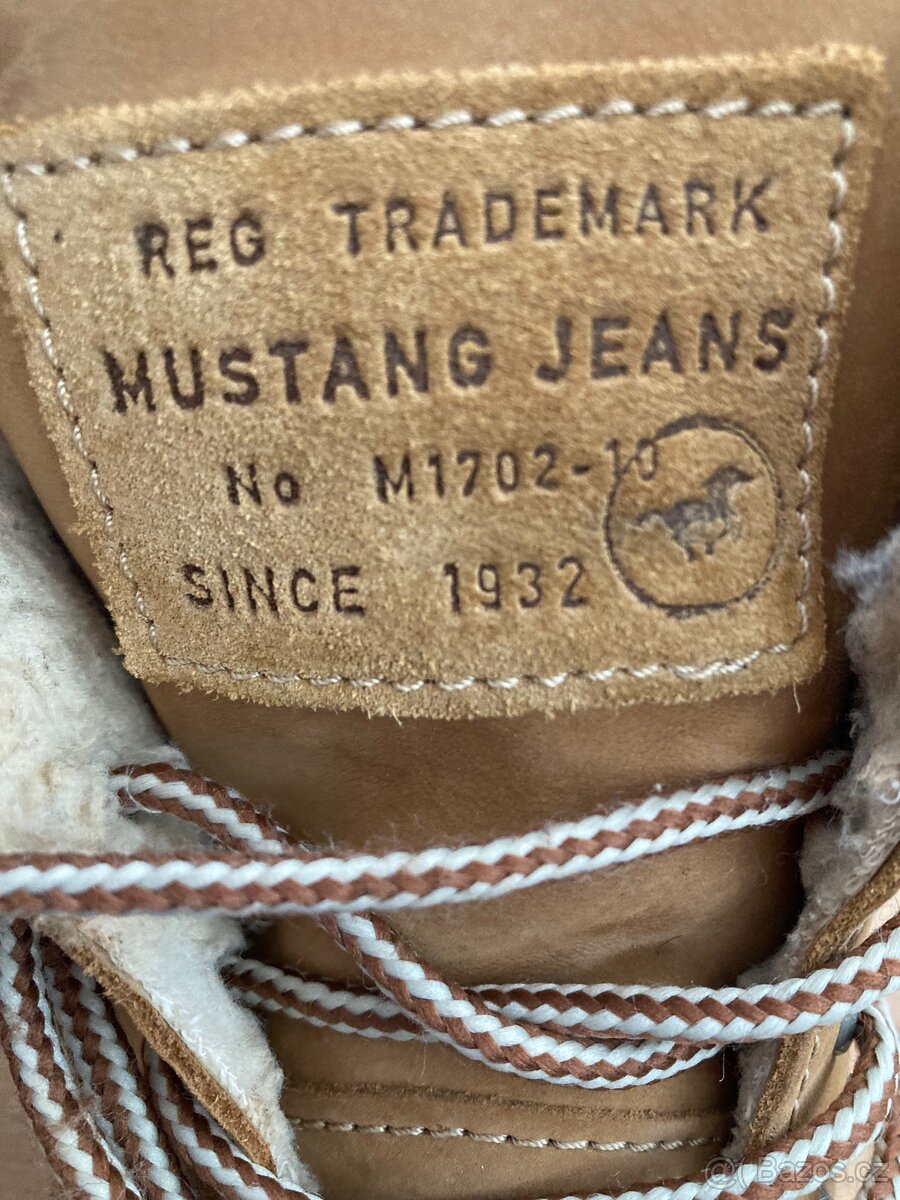 REG TRADEMARK
MUSTANG JEANS
No M1702-10
SINCE 1932
Bazos.cz